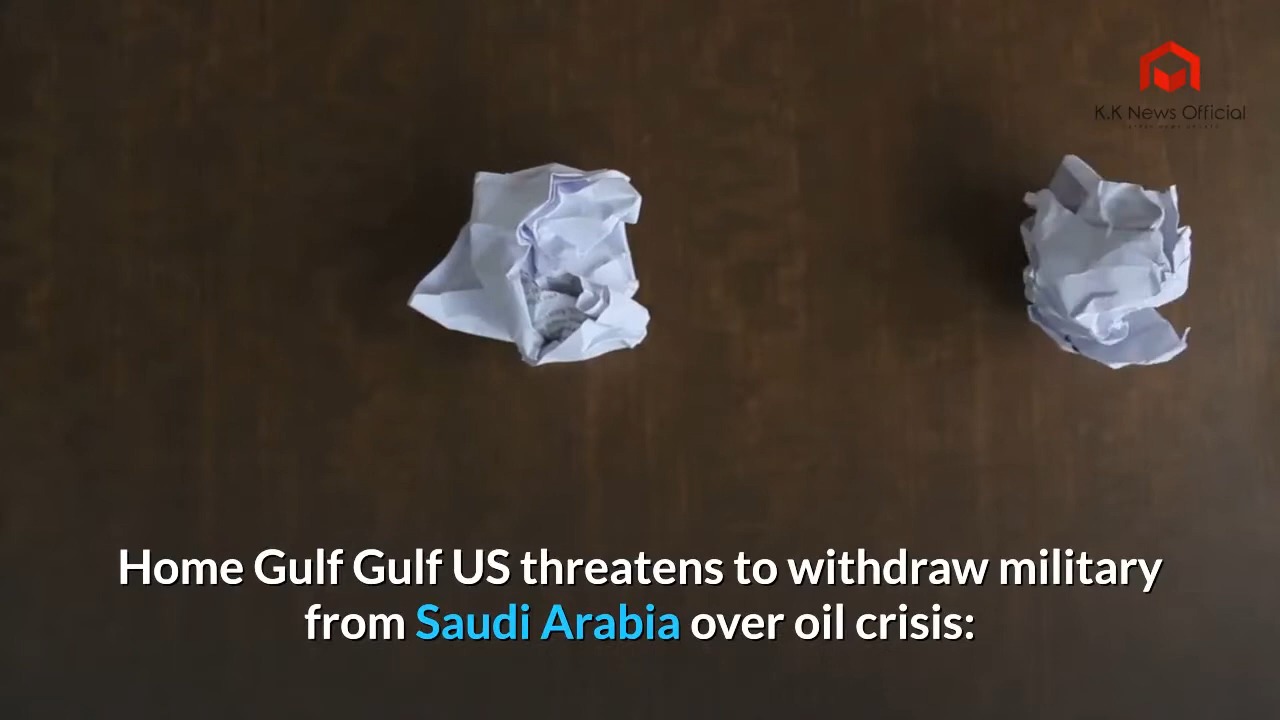 K.K News Official
Home Gulf Gulf US threatens to withdraw military
from Saudi Arabia over oil crisis: